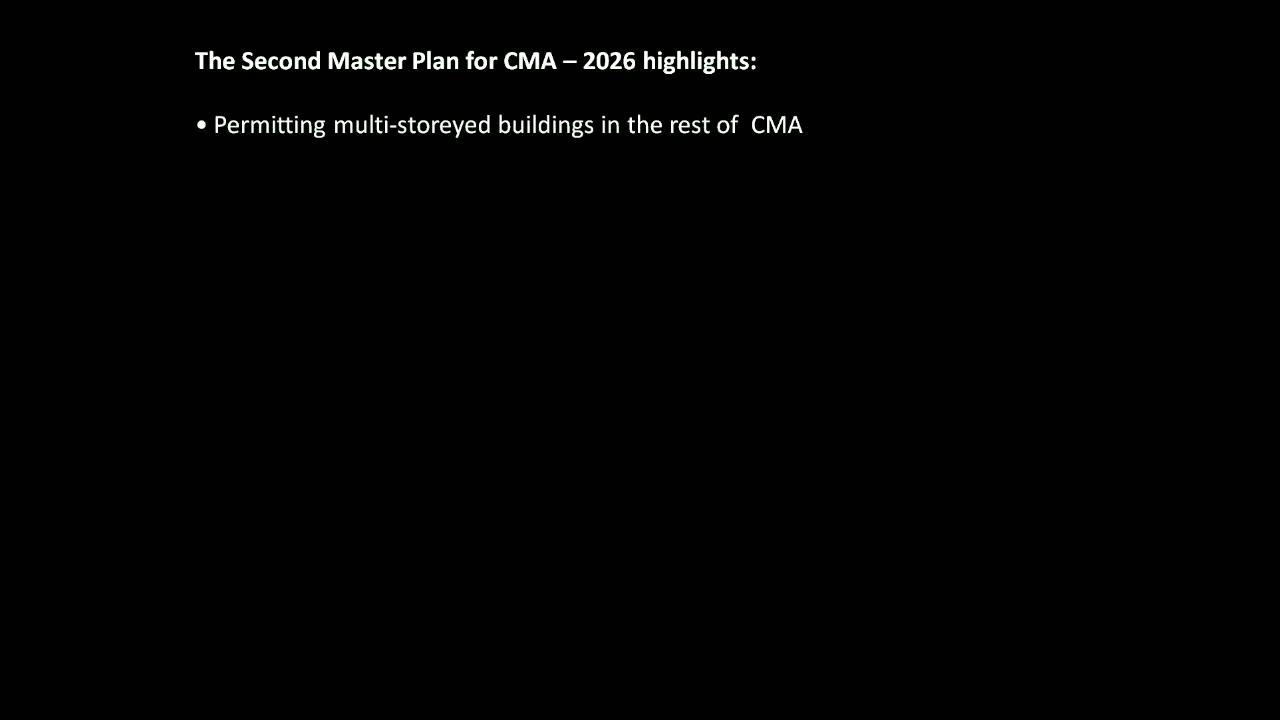 The Second Master Plan for CMA – 2026 highlights:
• Permitting multi-storeyed buildings in the rest of  CMA